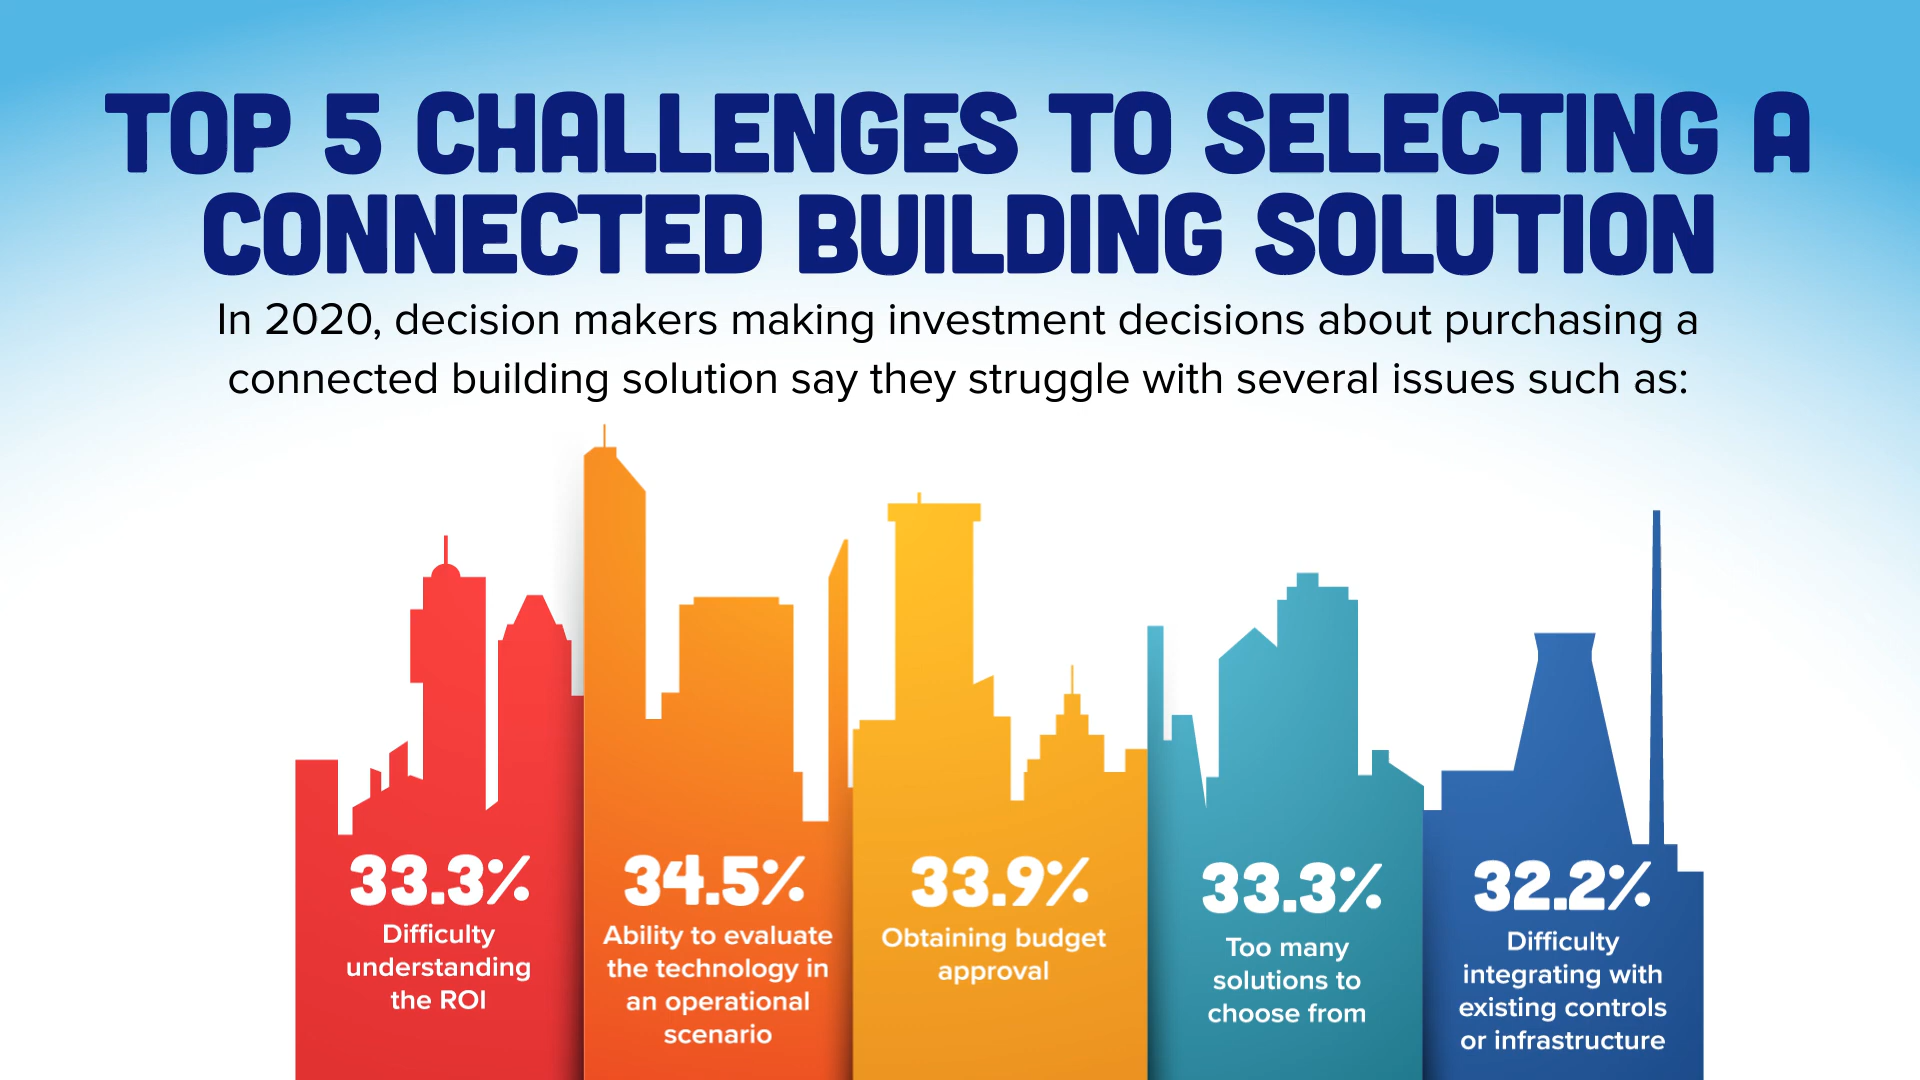 TOP 5 CHALLENGES TO SELECTING A
CONNECTED BUILDING SOLUTION
In 2020, decision makers making investment decisions about purchasing a
connected building solution say they struggle with several issues such as:
33.3%
Difficulty
understanding
the ROI
34.5%
Ability to evaluate
the technology in
an operational
scenario
33.9%
Obtaining budget
approval
33.3%
Too many
solutions to
choose from
32.2%
Difficulty
integrating with
existing controls
or infrastructure